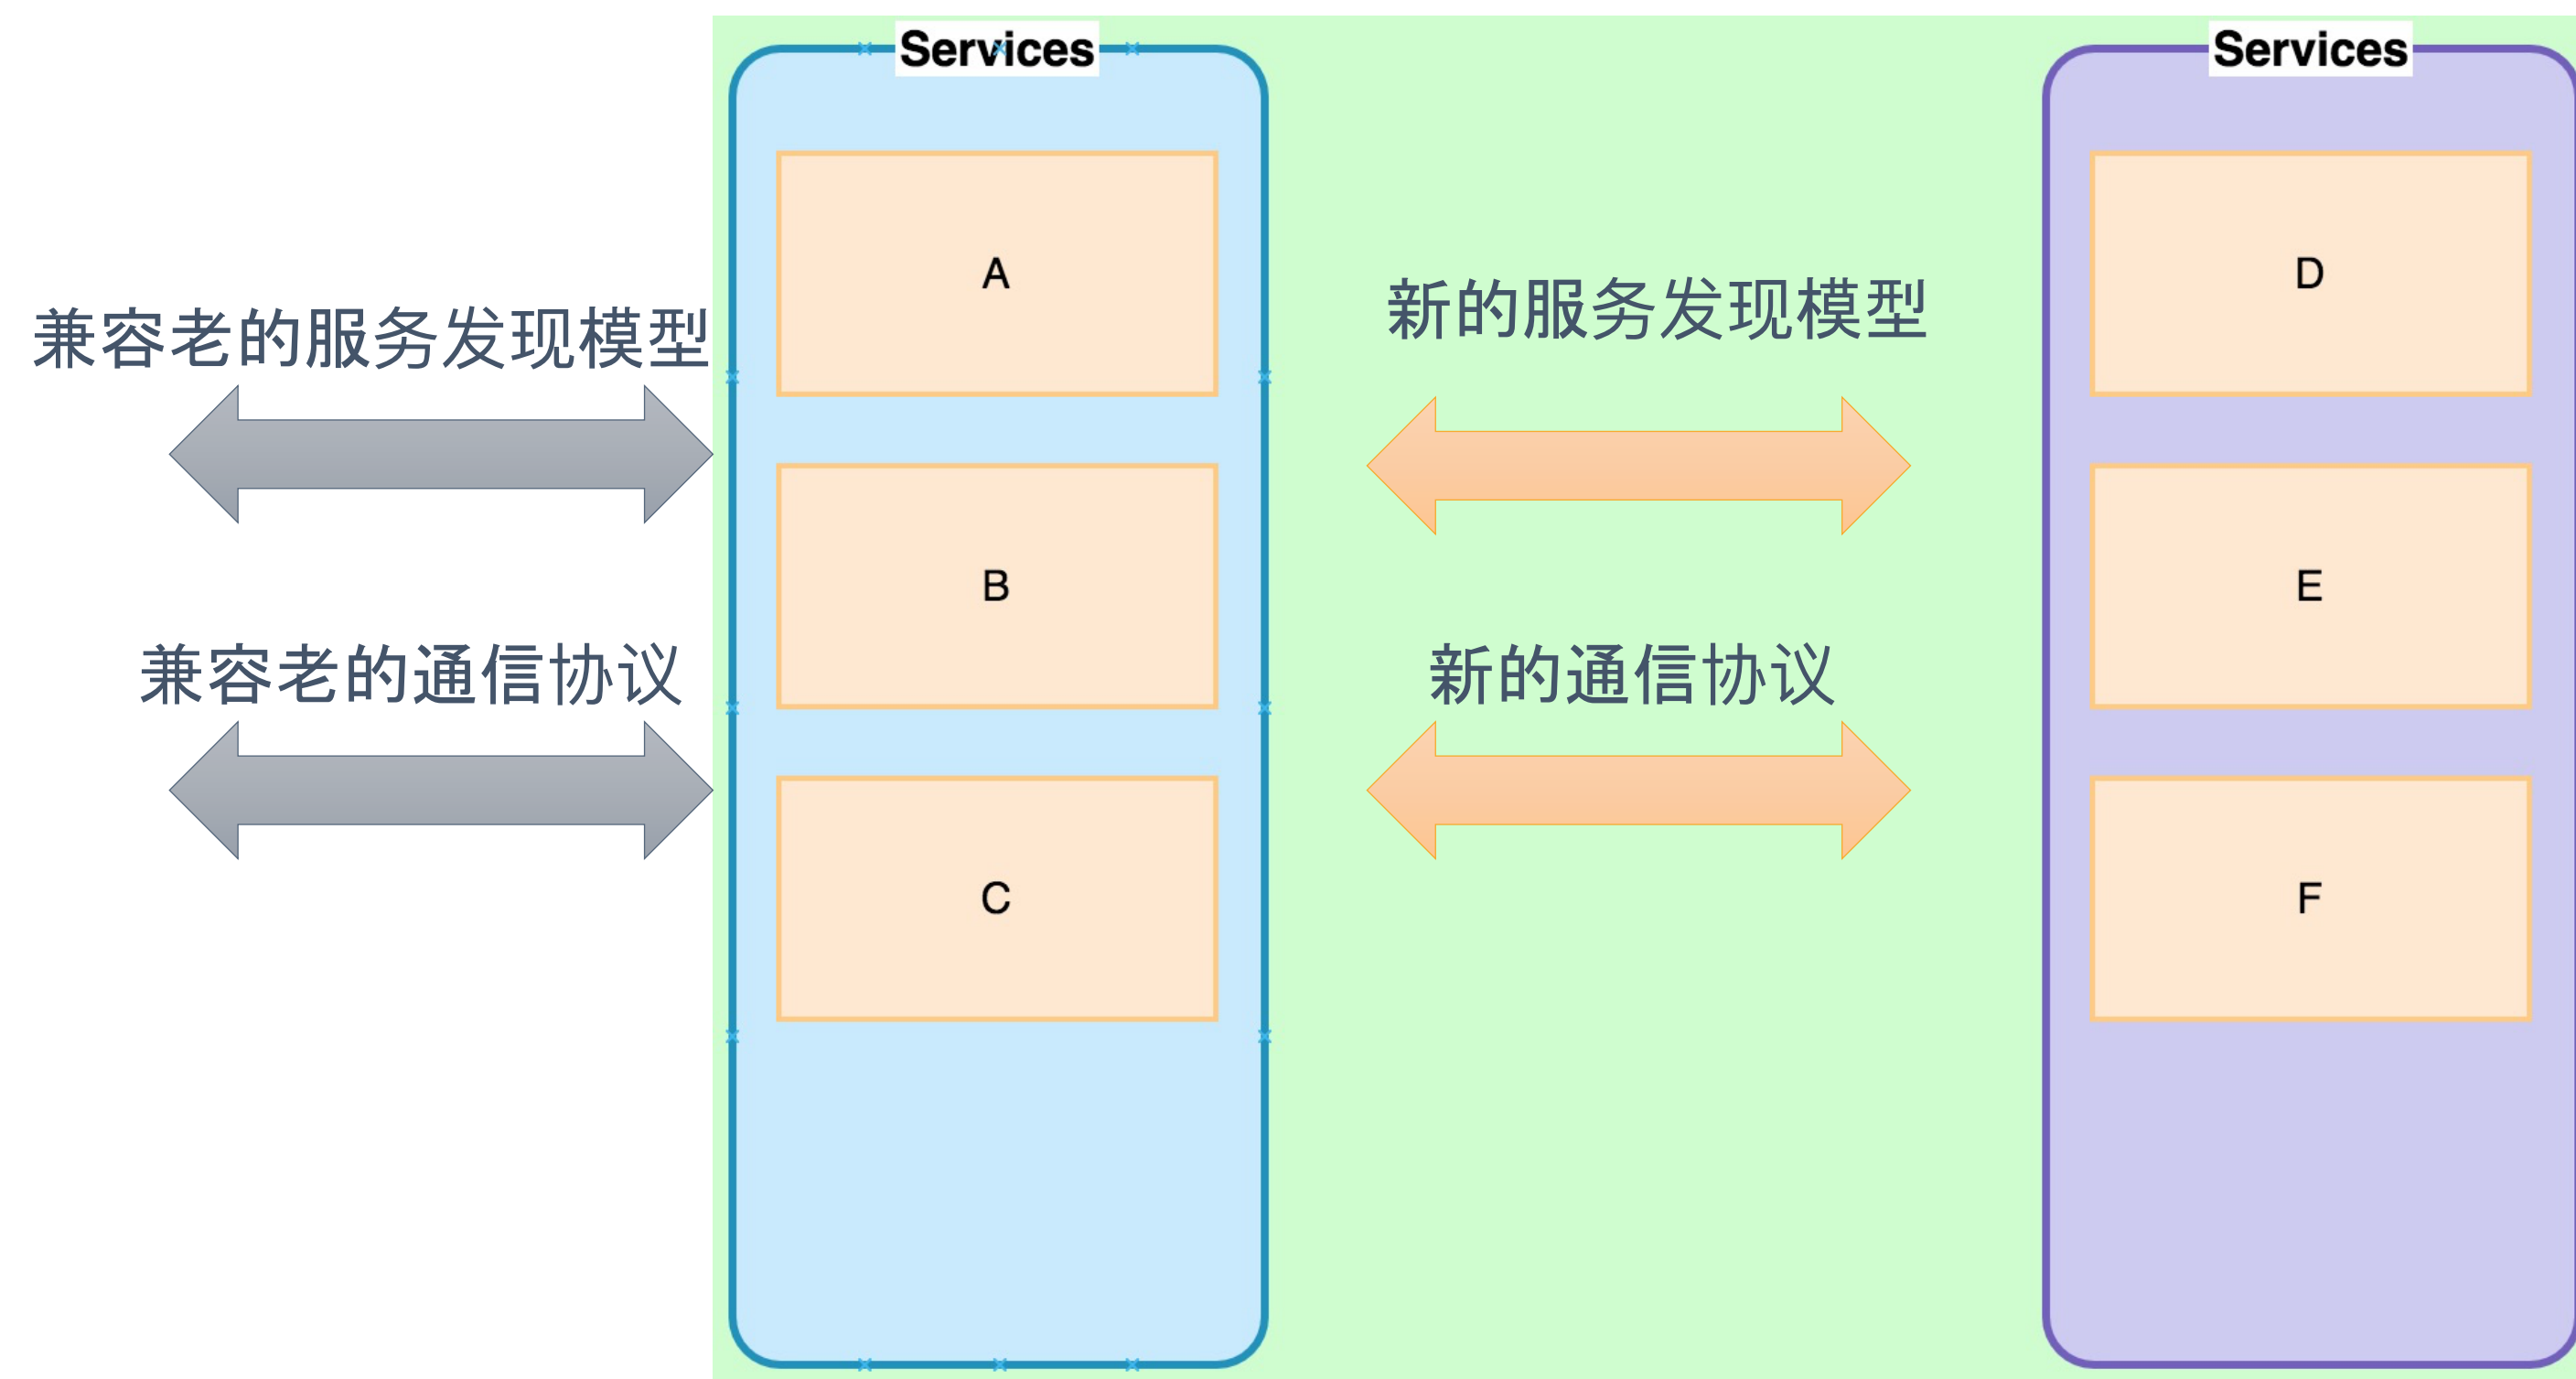 Services
Services
A
D
兼容老的服务发现模型
新的服务发现模型
B
E
兼容老的通信协议
新的通信协议
C
F